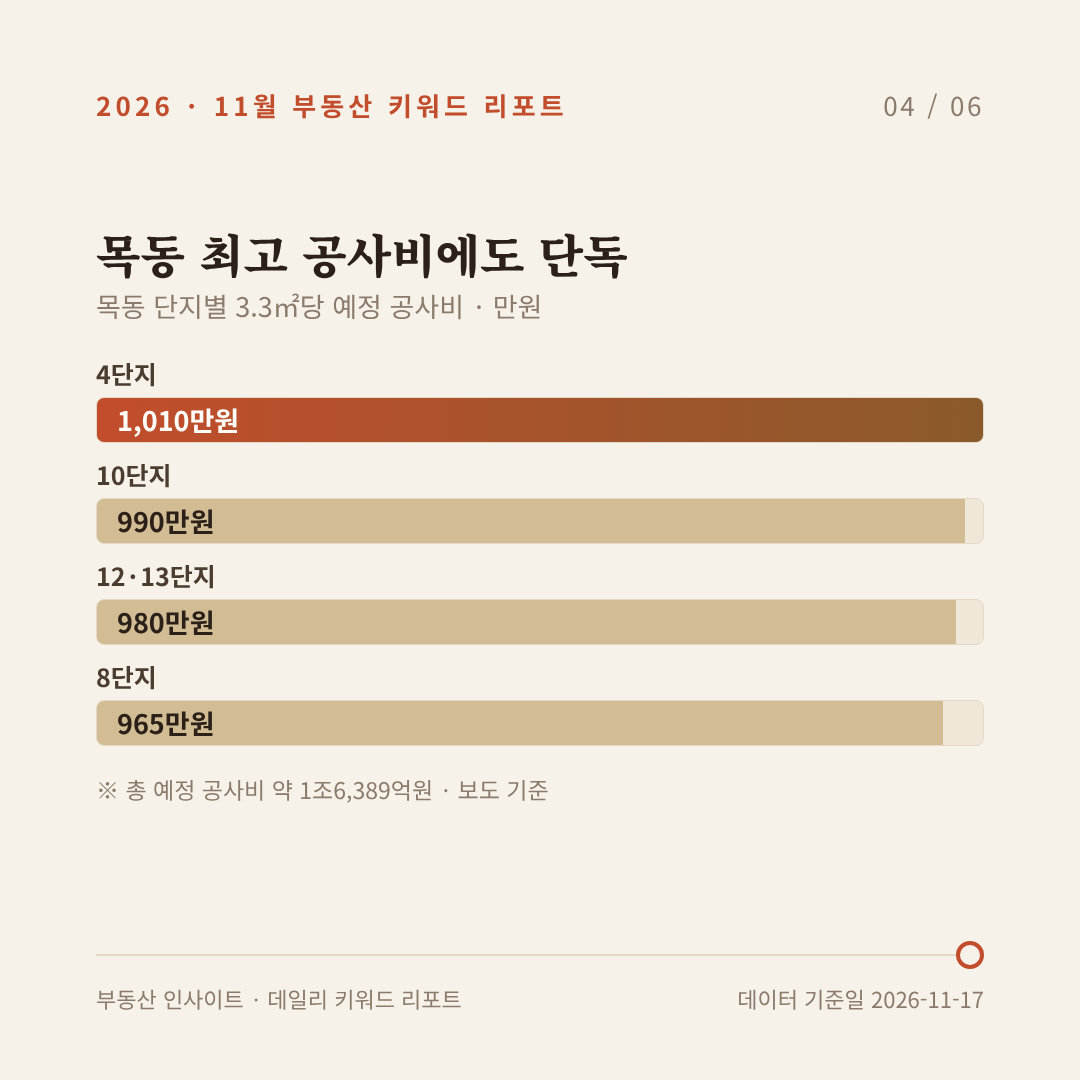 2026 · 11월 부동산 키워드 리포트
04 / 06
목동 최고 공사비에도 단독
목동 단지별 3.3㎡당 예정 공사비 · 만원
4단지
1,010만원
10단지
990만원
12·13단지
980만원
8단지
965만원
※ 총 예정 공사비 약 1조6,389억원 · 보도 기준
부동산 인사이트 · 데일리 키워드 리포트
데이터 기준일 2026-11-17